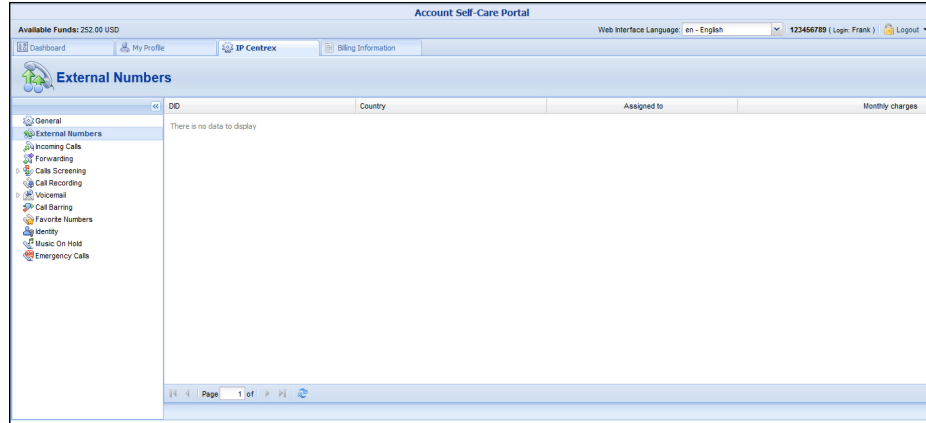 Account Self-Care Portal
Available Funds: 252.00 USD Web Interface Language: en - English 123456789 ( Login: Frank ) Logout
Dashboard My Profile IP Centrex Billing Information
External Numbers
DID Country Assigned to Monthly charges
There is no data to display
General
External Numbers
Incoming Calls
Forwarding
Calls Screening
Call Recording
Voicemail
Call Barring
Favorite Numbers
Identity
Music On Hold
Emergency Calls
Page 1 of